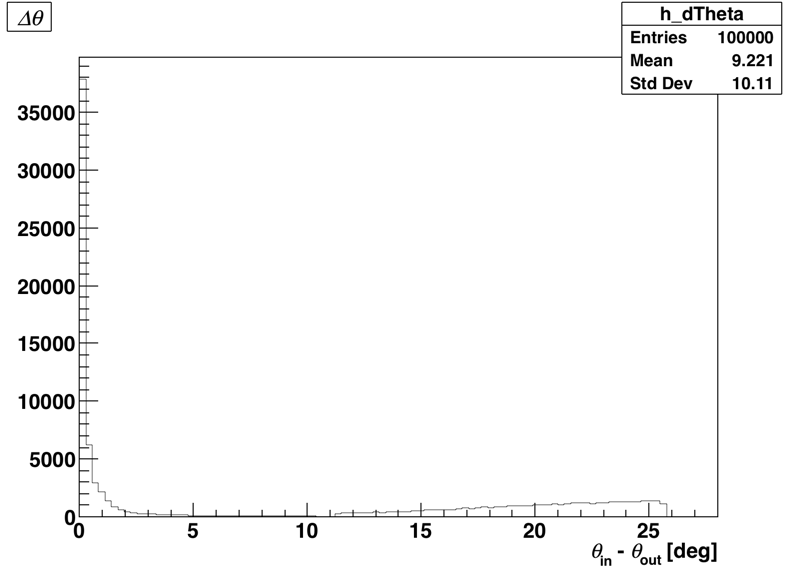 Δθ
h_dTheta
Entries 100000
Mean 9.221
Std Dev 10.11
35000
30000
25000
20000
15000
10000
5000
0
0 5 10 15 20 25
θin - θout [deg]